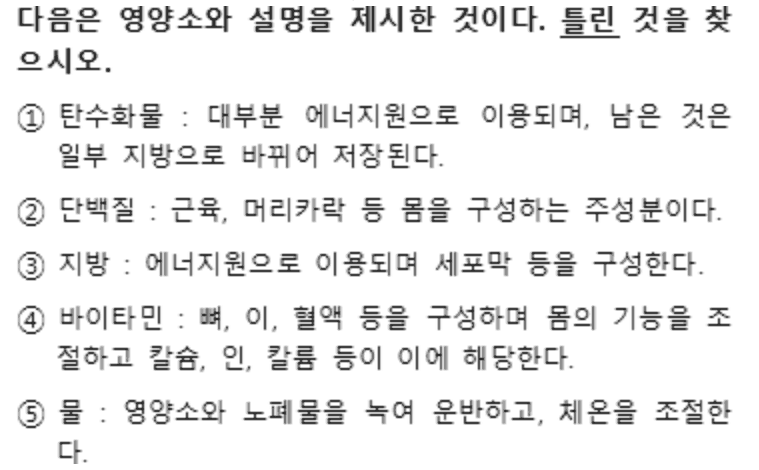 다음은 영양소와 설명을 제시한 것이다. 틀린 것을 찾
으시오.
① 탄수화물 : 대부분 에너지원으로 이용되며, 남은 것은
일부 지방으로 바뀌어 저장된다.
② 단백질 : 근육, 머리카락 등 몸을 구성하는 주성분이다.
③ 지방 : 에너지원으로 이용되며 세포막 등을 구성한다.
④ 바이타민 : 뼈, 이, 혈액 등을 구성하며 몸의 기능을 조
절하고 칼슘, 인, 칼륨 등이 이에 해당한다.
⑤ 물 : 영양소와 노폐물을 녹여 운반하고, 체온을 조절한
다.